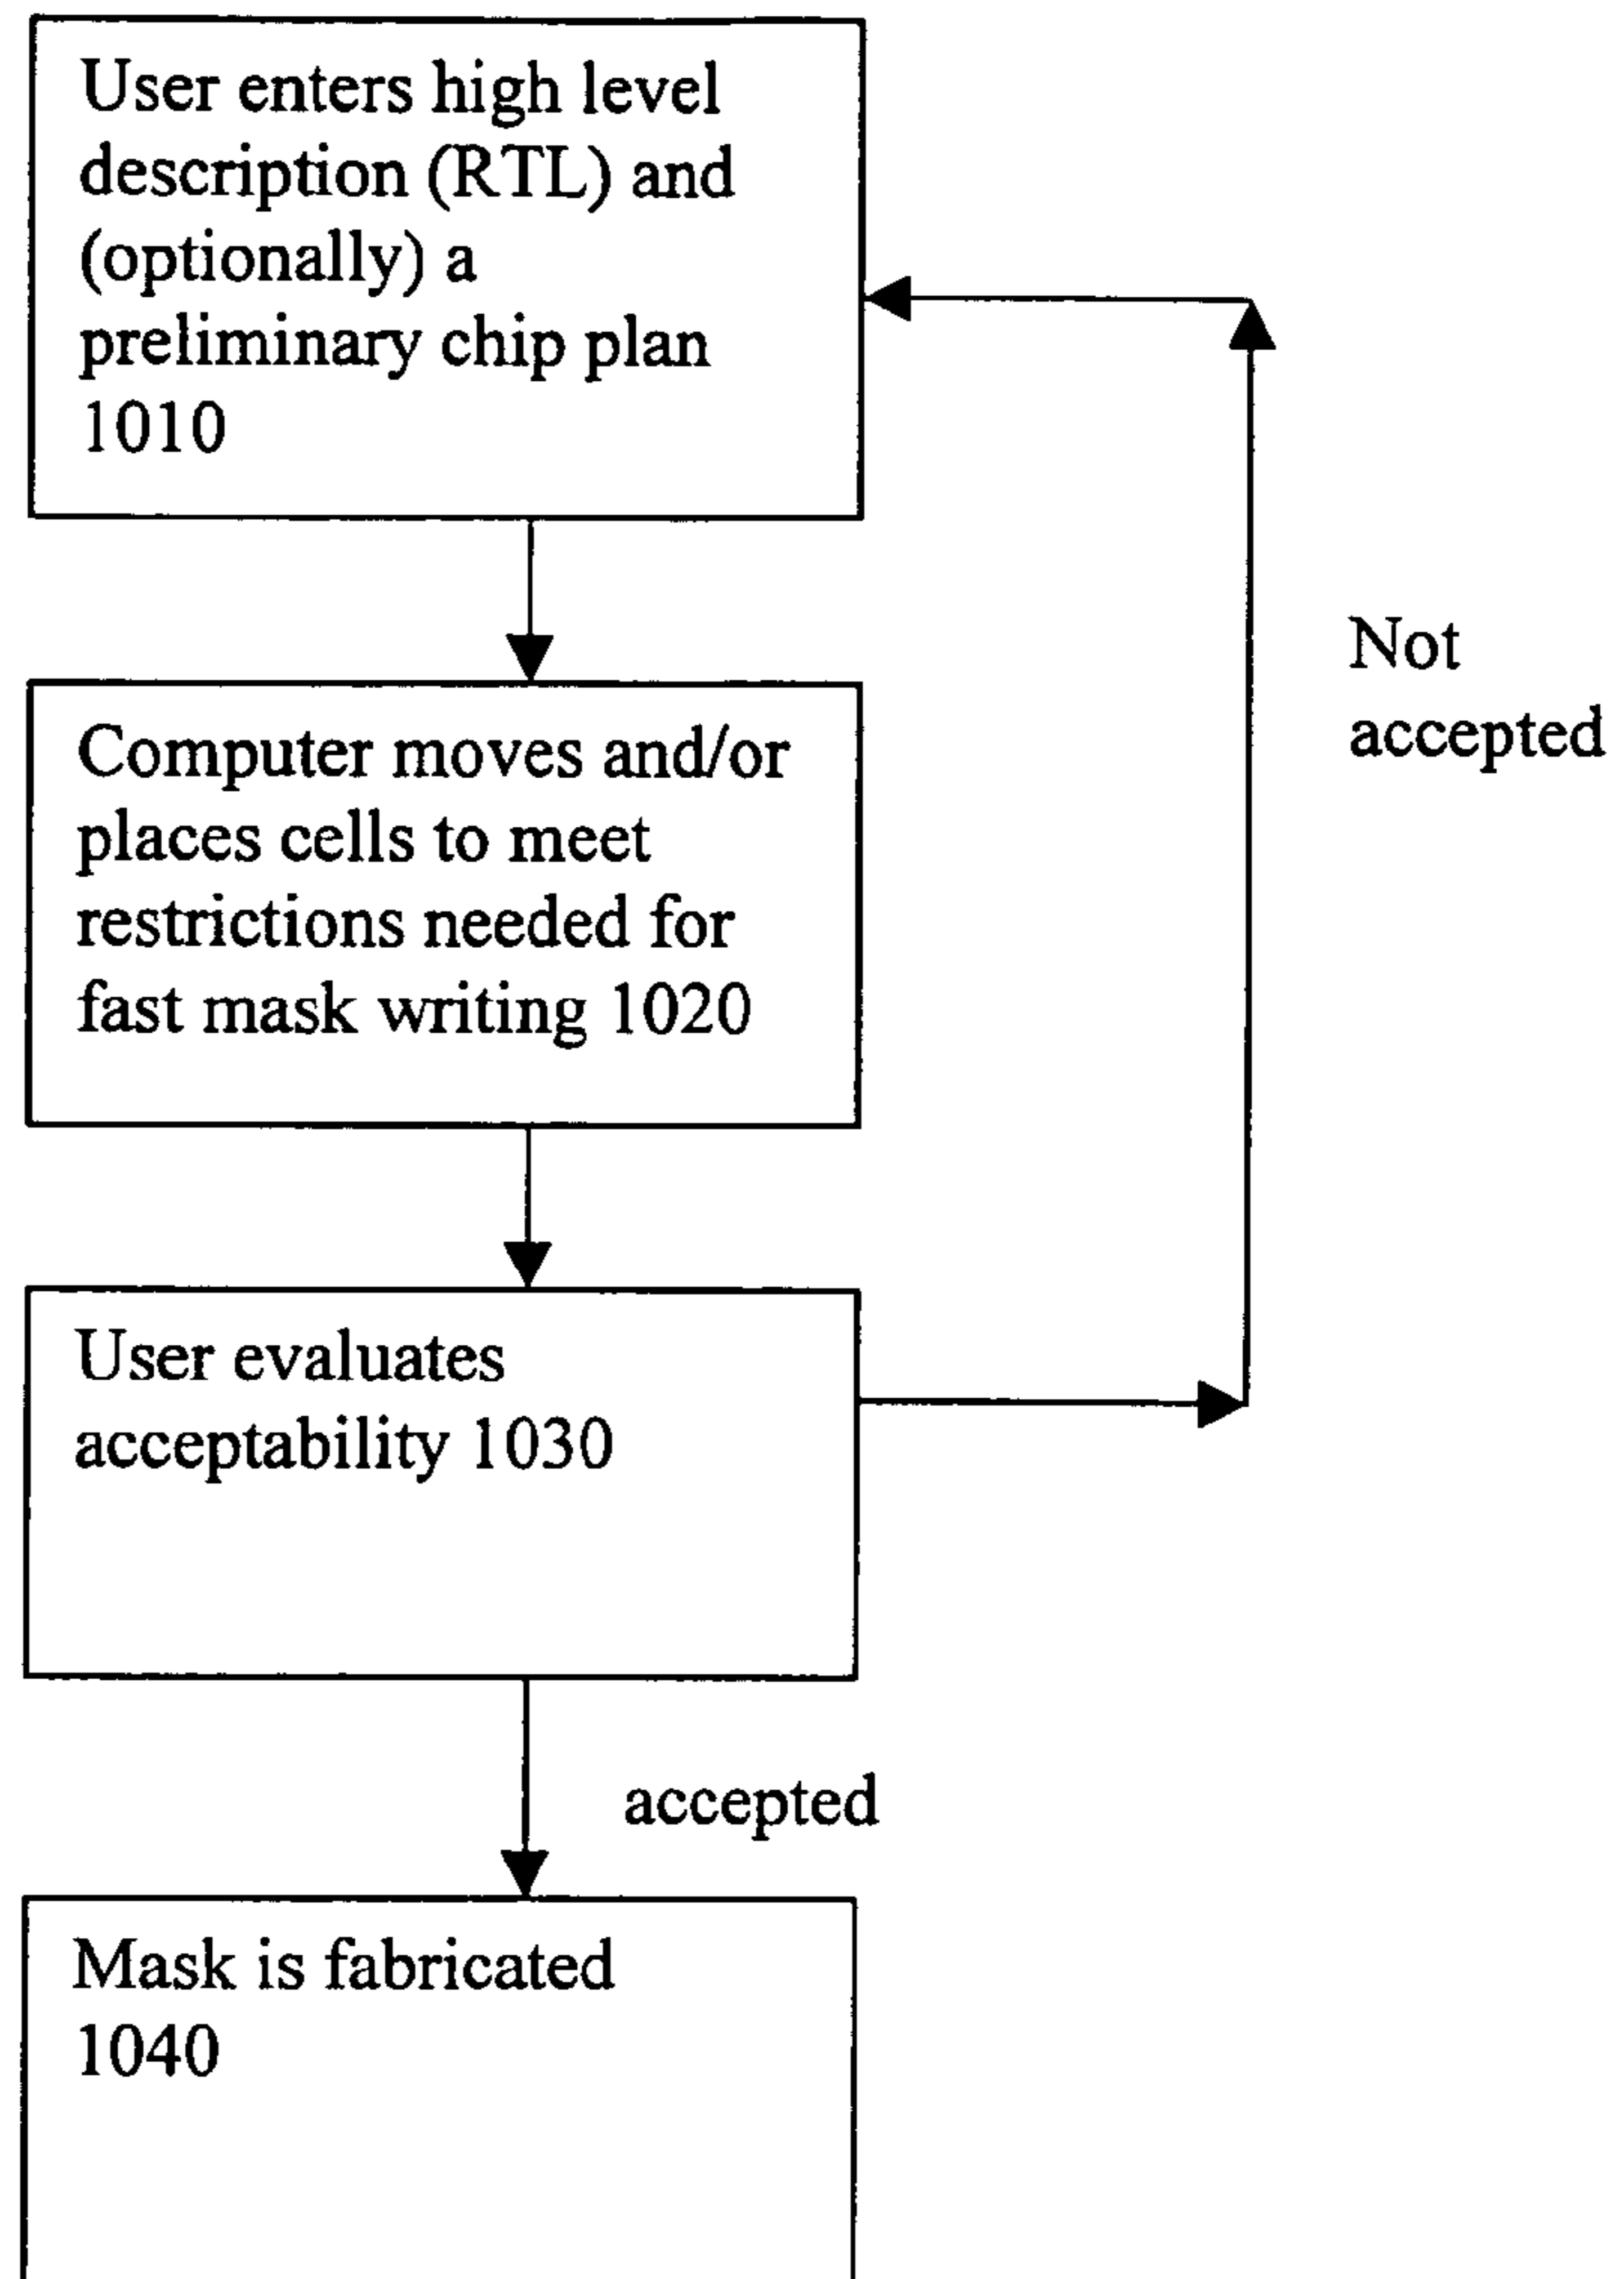 User enters high level
description (RTL) and
(optionally) a
preliminary chip plan
1010
Not
accepted
Computer moves and/or
places cells to meet
restrictions needed for
fast mask writing 1020
User evaluates
acceptability 1030
accepted
Mask is fabricated
1040